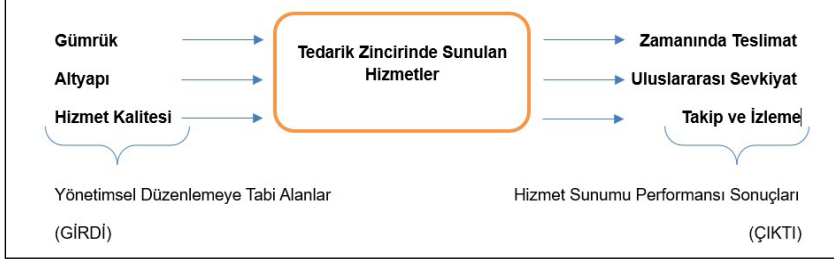 Gümrük
Altyapı
Hizmet Kalitesi
Tedarik Zincirinde Sunulan
Hizmetler
Zamanında Teslimat
Uluslararası Sevkiyat
Takip ve İzleme
Yönetimsel Düzenlemeye Tabi Alanlar
(GİRDİ)
Hizmet Sunumu Performansı Sonuçları
(ÇIKTI)